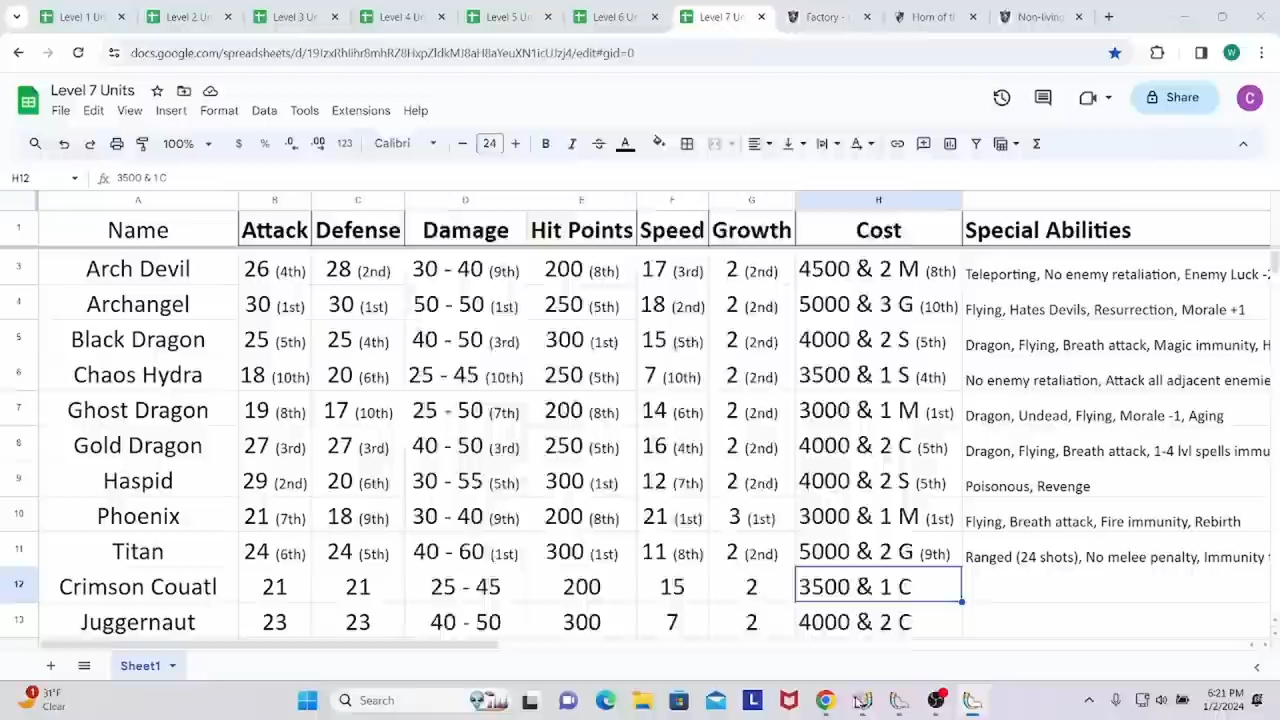 Level 1 Un
Level 2 Un
Level 3 U
Level 4 Un
Level 5 U
Level 6 Un
Level 7 Un
Factory -
Horn of th
Non-living
Level 7 Units
File Edit View Insert Format Data Tools Extensions Help
Share
C
W
100% $ % .0 .00 123 Calibri 24 B I A
H12 fx 3500 & 1 C
A B C D E F G H
1 Name Attack Defense Damage Hit Points Speed Growth Cost Special Abilities
3 Arch Devil 26 (4th) 28 (2nd) 30 - 40 (9th) 200 (8th) 17 (3rd) 2 (2nd) 4500 & 2 M (8th) Teleporting, No enemy retaliation, Enemy Luck -2
4 Archangel 30 (1st) 30 (1st) 50 - 50 (1st) 250 (5th) 18 (2nd) 2 (2nd) 5000 & 3 G (10th) Flying, Hates Devils, Resurrection, Morale +1
5 Black Dragon 25 (5th) 25 (4th) 40 - 50 (3rd) 300 (1st) 15 (5th) 2 (2nd) 4000 & 2 S (5th) Dragon, Flying, Breath attack, Magic immunity, H
6 Chaos Hydra 18 (10th) 20 (6th) 25 - 45 (10th) 250 (5th) 7 (10th) 2 (2nd) 3500 & 1 S (4th) No enemy retaliation, Attack all adjacent enemie
7 Ghost Dragon 19 (8th) 17 (10th) 25 - 50 (7th) 200 (8th) 14 (6th) 2 (2nd) 3000 & 1 M (1st) Dragon, Undead, Flying, Morale -1, Aging
8 Gold Dragon 27 (3rd) 27 (3rd) 40 - 50 (3rd) 250 (5th) 16 (4th) 2 (2nd) 4000 & 2 C (5th) Dragon, Flying, Breath attack, 1-4 lvl spells immu
9 Haspid 29 (2nd) 20 (6th) 30 - 55 (5th) 300 (1st) 12 (7th) 2 (2nd) 4000 & 2 S (5th) Poisonous, Revenge
10 Phoenix 21 (7th) 18 (9th) 30 - 40 (9th) 200 (8th) 21 (1st) 3 (1st) 3000 & 1 M (1st) Flying, Breath attack, Fire immunity, Rebirth
11 Titan 24 (6th) 24 (5th) 40 - 60 (1st) 300 (1st) 11 (8th) 2 (2nd) 5000 & 2 G (9th) Ranged (24 shots), No melee penalty, Immunity
12 Crimson Couatl 21 21 25 - 45 200 15 2 3500 & 1 C
13 Juggernaut 23 23 40 - 50 300 7 2 4000 & 2 C
Sheet1
31°F
Clear
Search
6:21 PM
1/2/2024